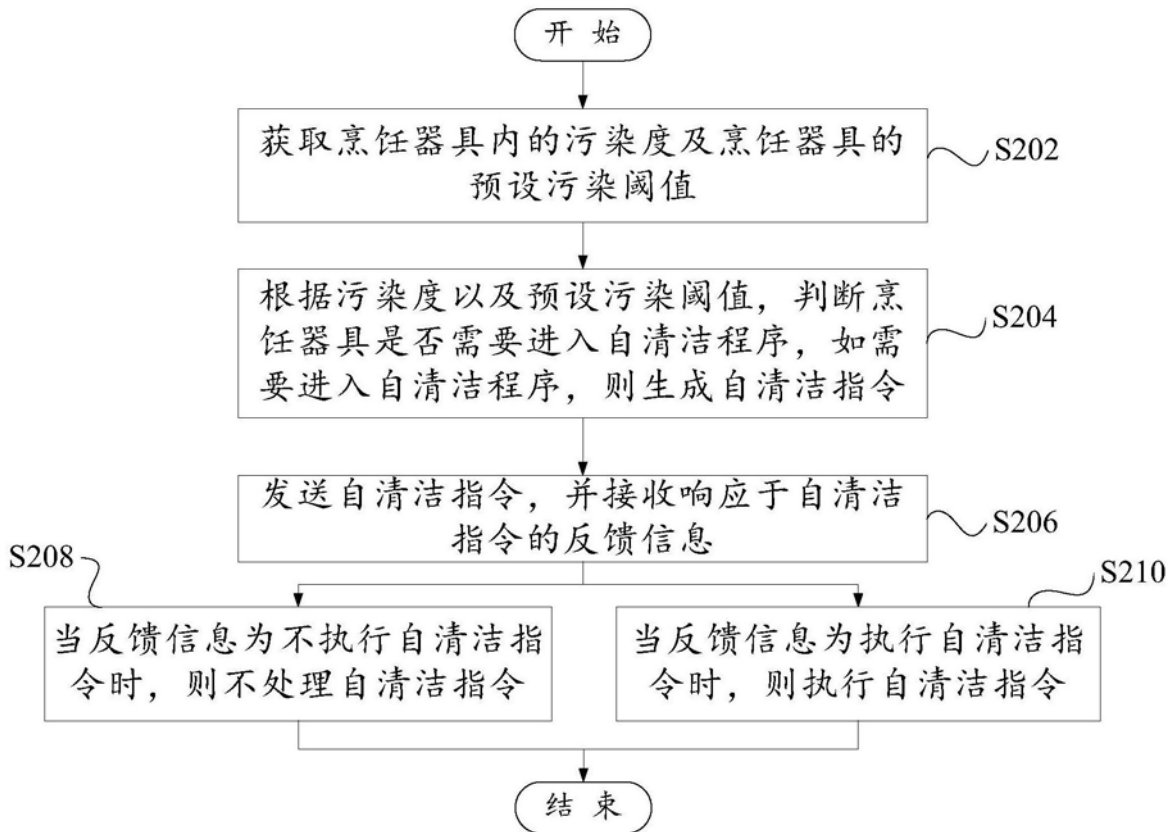 开始
获取烹饪器具内的污染度及烹饪器具的
预设污染阈值
S202
根据污染度以及预设污染阈值，判断烹
饪器具是否需要进入自清洁程序，如需
要进入自清洁程序，则生成自清洁指令
S204
发送自清洁指令，并接收响应于自清洁
指令的反馈信息
S206
S208
当反馈信息为不执行自清洁指
令时，则不处理自清洁指令
S210
当反馈信息为执行自清洁指
令时，则执行自清洁指令
结束